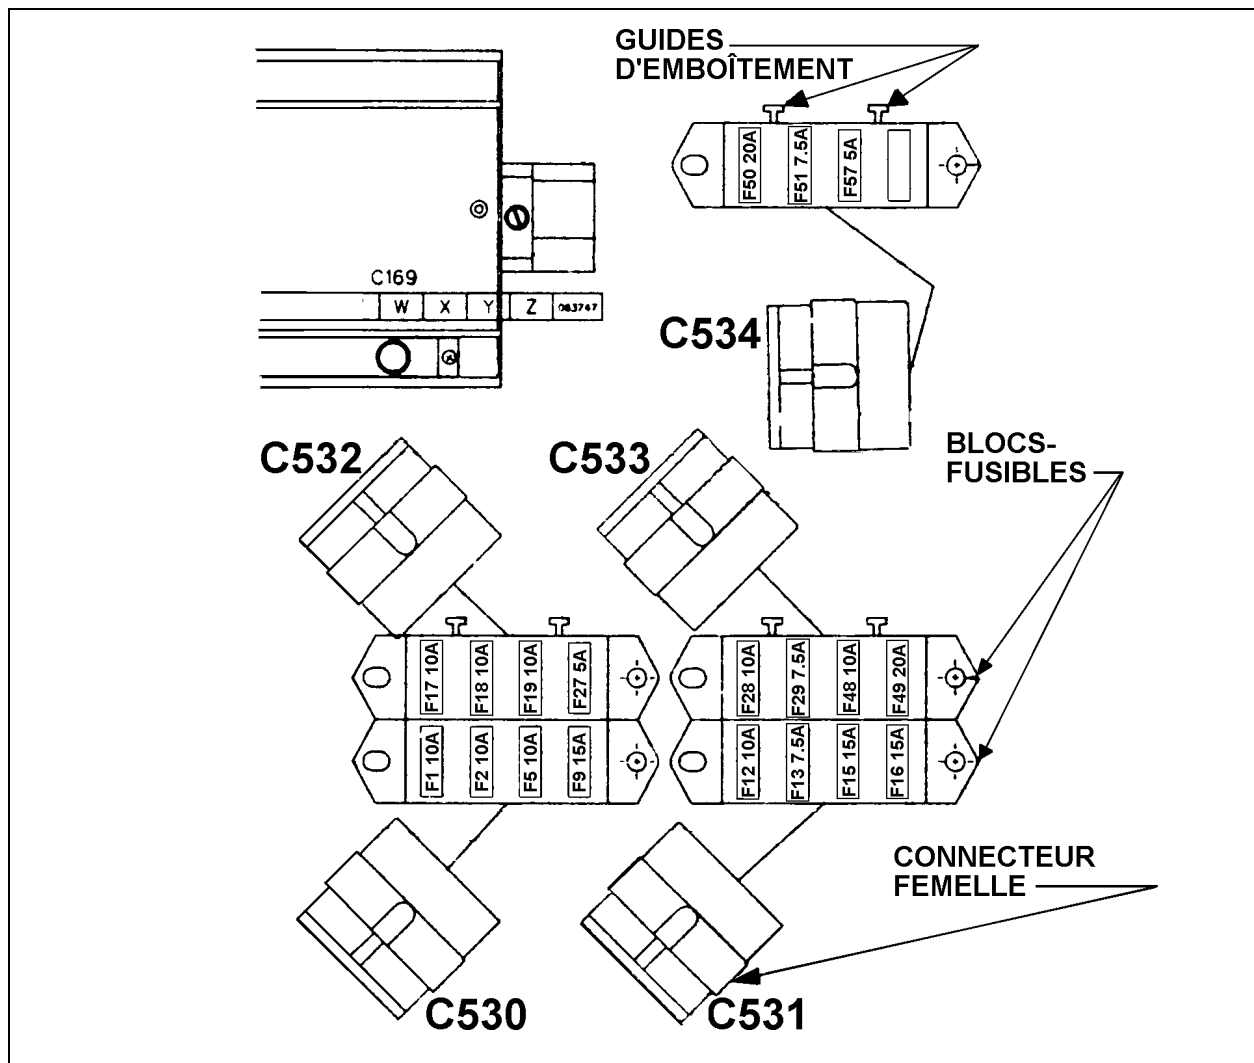 GUIDES
D'EMBOÎTEMENT
F50 20A
F51 7.5A
F57 5A
C169
W X Y Z 083747
C534
C532
C533
BLOCS-
FUSIBLES
F17 10A
F18 10A
F19 10A
F27 5A
F28 10A
F29 7.5A
F48 10A
F49 20A
F1 10A
F2 10A
F5 10A
F9 15A
F12 10A
F13 7.5A
F15 15A
F16 15A
CONNECTEUR
FEMELLE
C530
C531